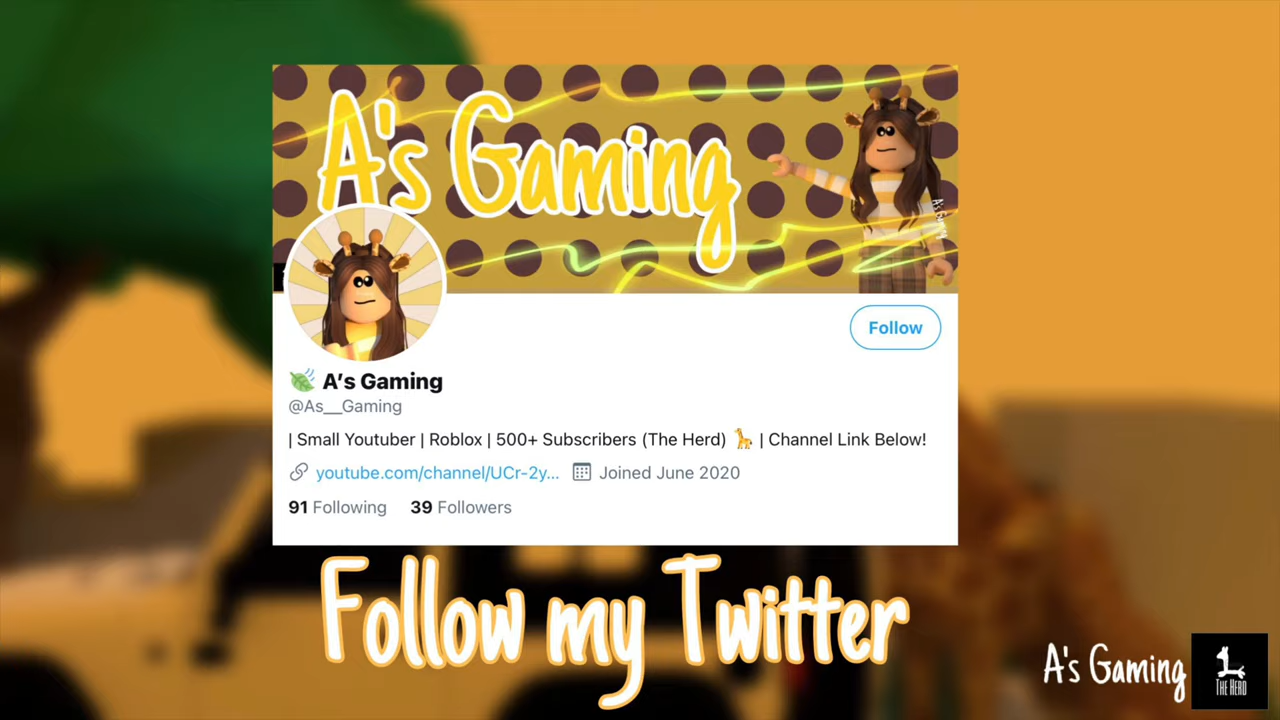 A's Gaming
A's Gaming
Follow
🍃 A's Gaming
@As__Gaming
| Small Youtuber | Roblox | 500+ Subscribers (The Herd) 🦒 | Channel Link Below!
youtube.com/channel/UCr-2y... Joined June 2020
91 Following 39 Followers
Follow my Twitter
A's Gaming
THE HERD